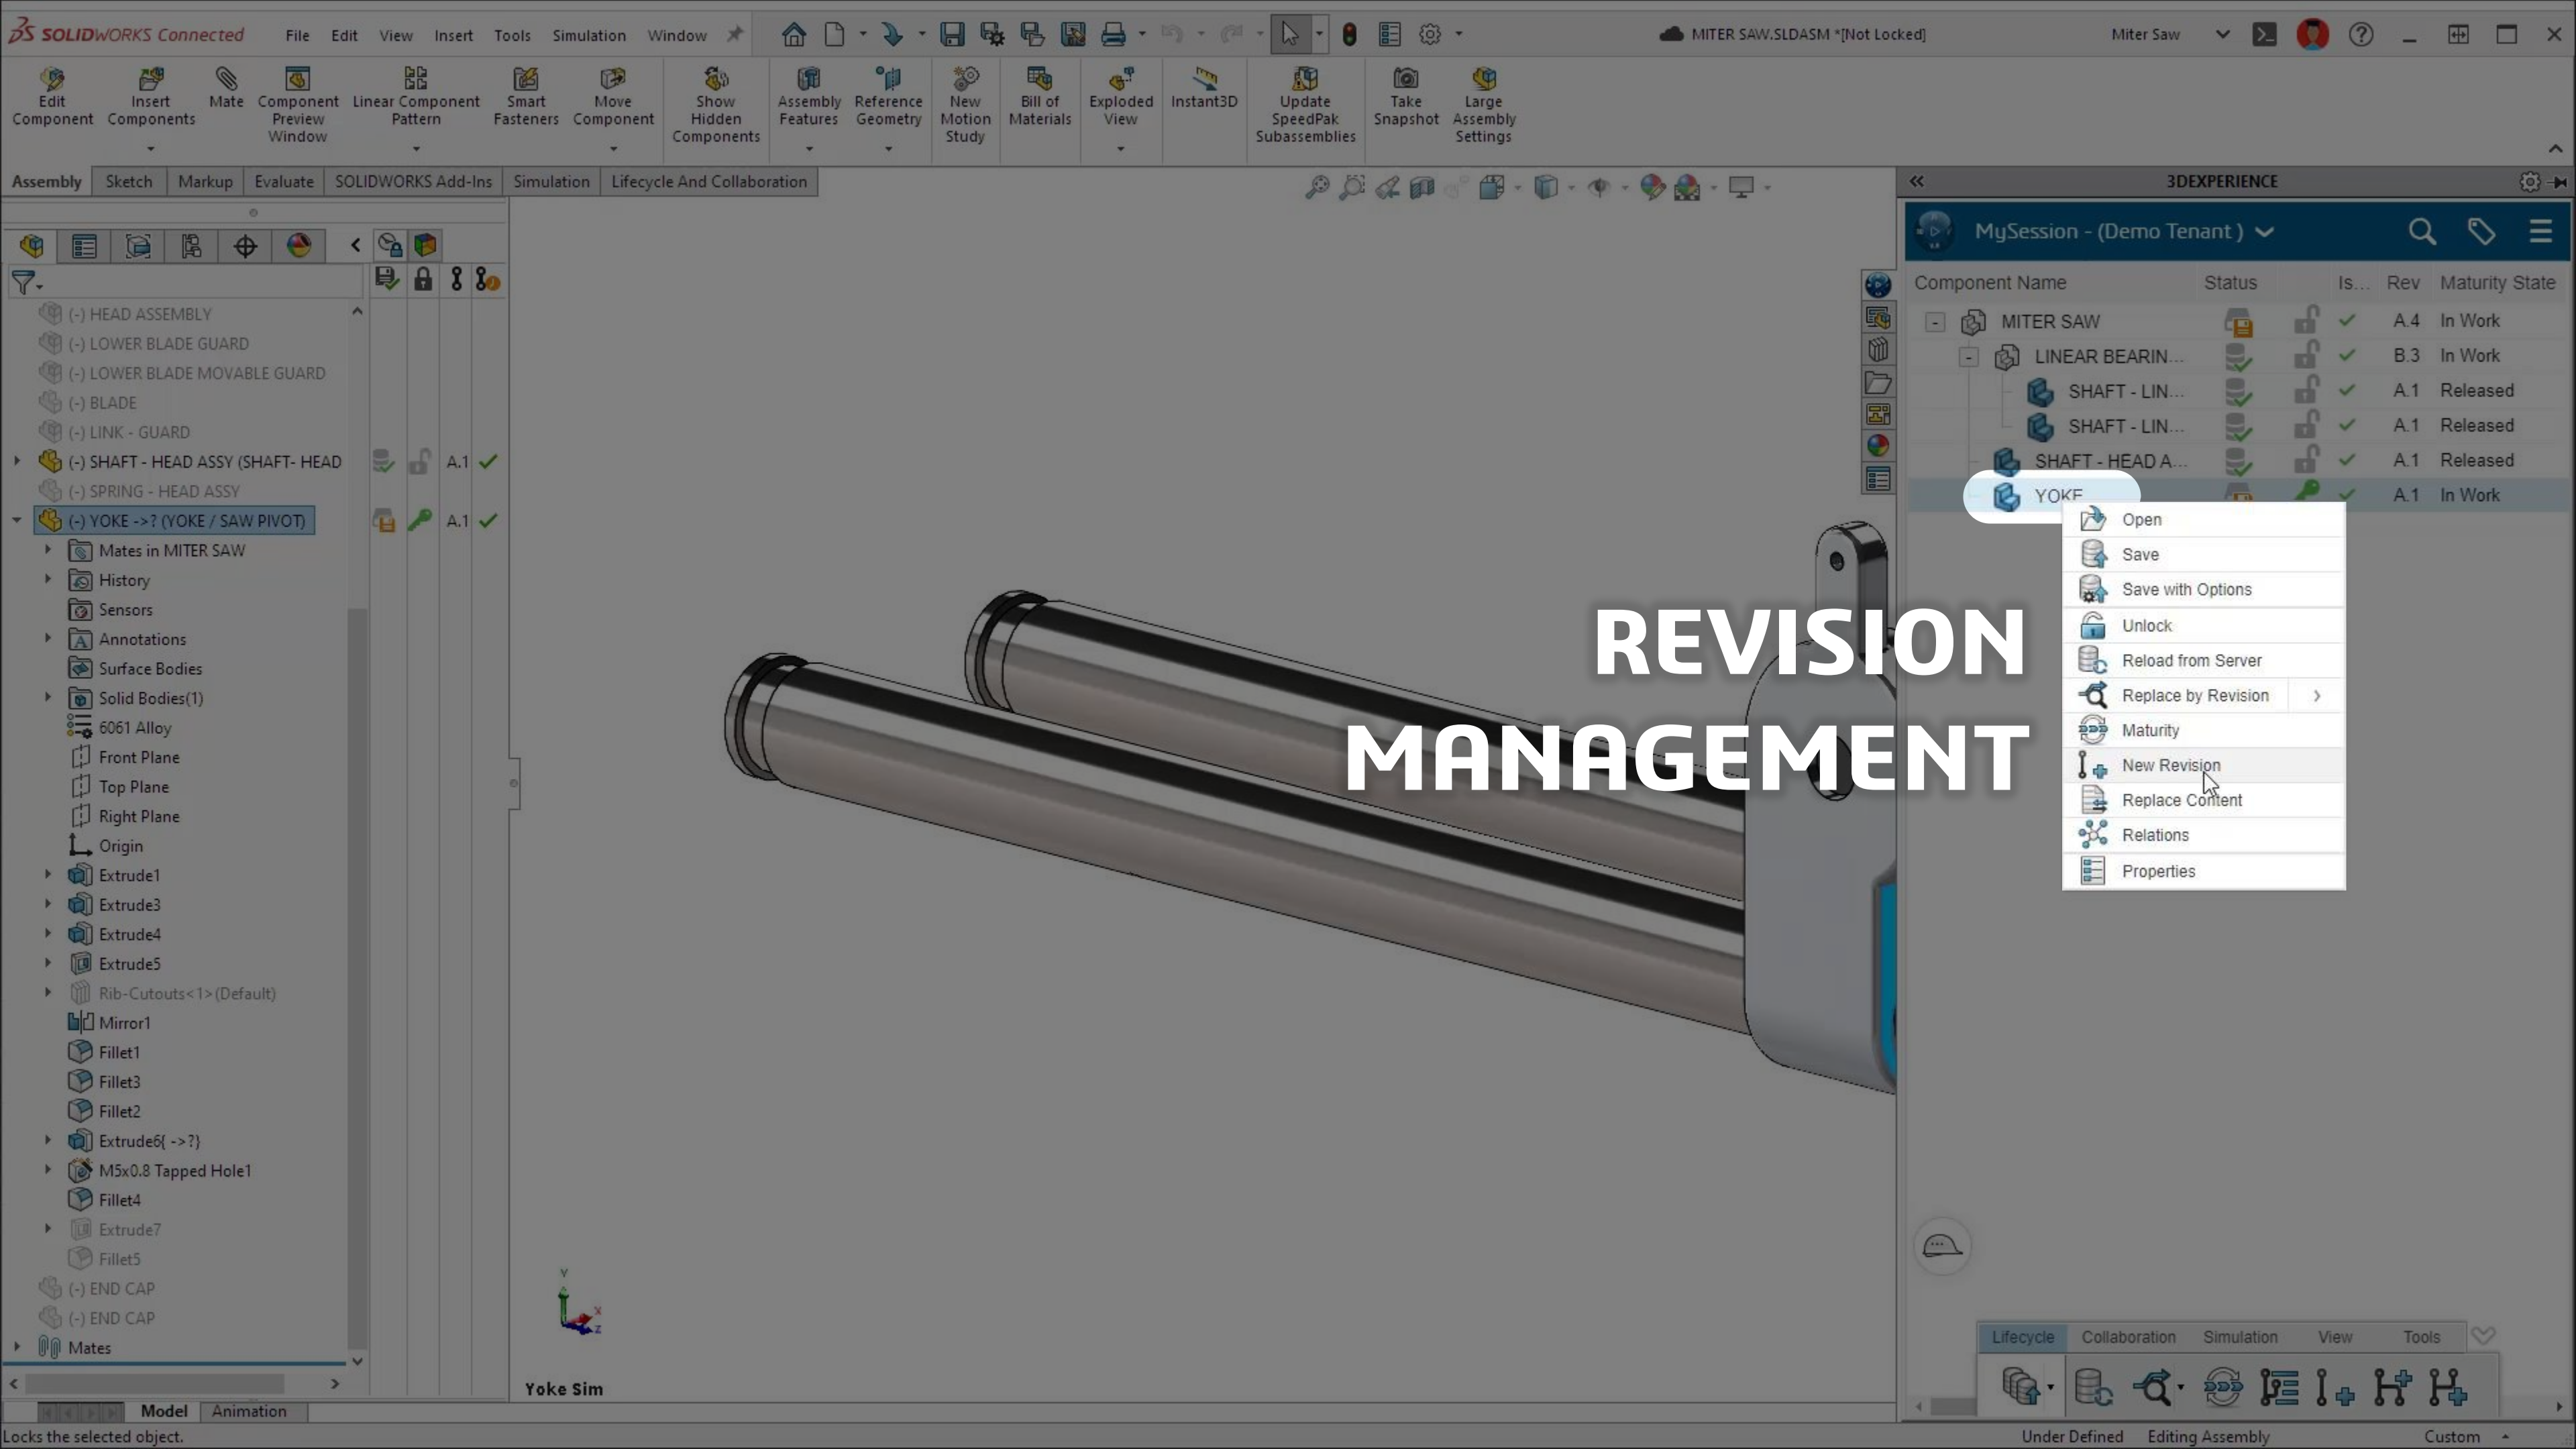 SOLIDWORKS Connected File Edit View Insert Tools Simulation Window MITER SAW.SLDASM *[Not Locked] Miter Saw
Edit Component
Insert Components
Mate
Component Preview Window
Linear Component Pattern
Smart Fasteners
Move Component
Show Hidden Components
Assembly Features
Reference Geometry
New Motion Study
Bill of Materials
Exploded View
Instant3D
Update SpeedPak Subassemblies
Take Snapshot
Large Assembly Settings
Assembly Sketch Markup Evaluate SOLIDWORKS Add-Ins Simulation Lifecycle And Collaboration
(-) HEAD ASSEMBLY
(-) LOWER BLADE GUARD
(-) LOWER BLADE MOVABLE GUARD
(-) BLADE
(-) LINK - GUARD
(-) SHAFT - HEAD ASSY (SHAFT- HEAD A.1
(-) SPRING - HEAD ASSY
(-) YOKE ->? (YOKE / SAW PIVOT) A.1
Mates in MITER SAW
History
Sensors
Annotations
Surface Bodies
Solid Bodies(1)
6061 Alloy
Front Plane
Top Plane
Right Plane
Origin
Extrude1
Extrude3
Extrude4
Extrude5
Rib-Cutouts<1>(Default)
Mirror1
Fillet1
Fillet3
Fillet2
Extrude6{ ->?}
M5x0.8 Tapped Hole1
Fillet4
Extrude7
Fillet5
(-) END CAP
(-) END CAP
Mates
Model Animation
Locks the selected object.
REVISION
MANAGEMENT
Y
X
Z
Yoke Sim
3DEXPERIENCE
MySession - (Demo Tenant )
Component Name Status Is... Rev Maturity State
MITER SAW A.4 In Work
LINEAR BEARIN... B.3 In Work
SHAFT - LIN... A.1 Released
SHAFT - LIN... A.1 Released
SHAFT - HEAD A... A.1 Released
YOKE A.1 In Work
Open
Save
Save with Options
Unlock
Reload from Server
Replace by Revision
Maturity
New Revision
Replace Content
Relations
Properties
Lifecycle Collaboration Simulation View Tools
Under Defined Editing Assembly Custom